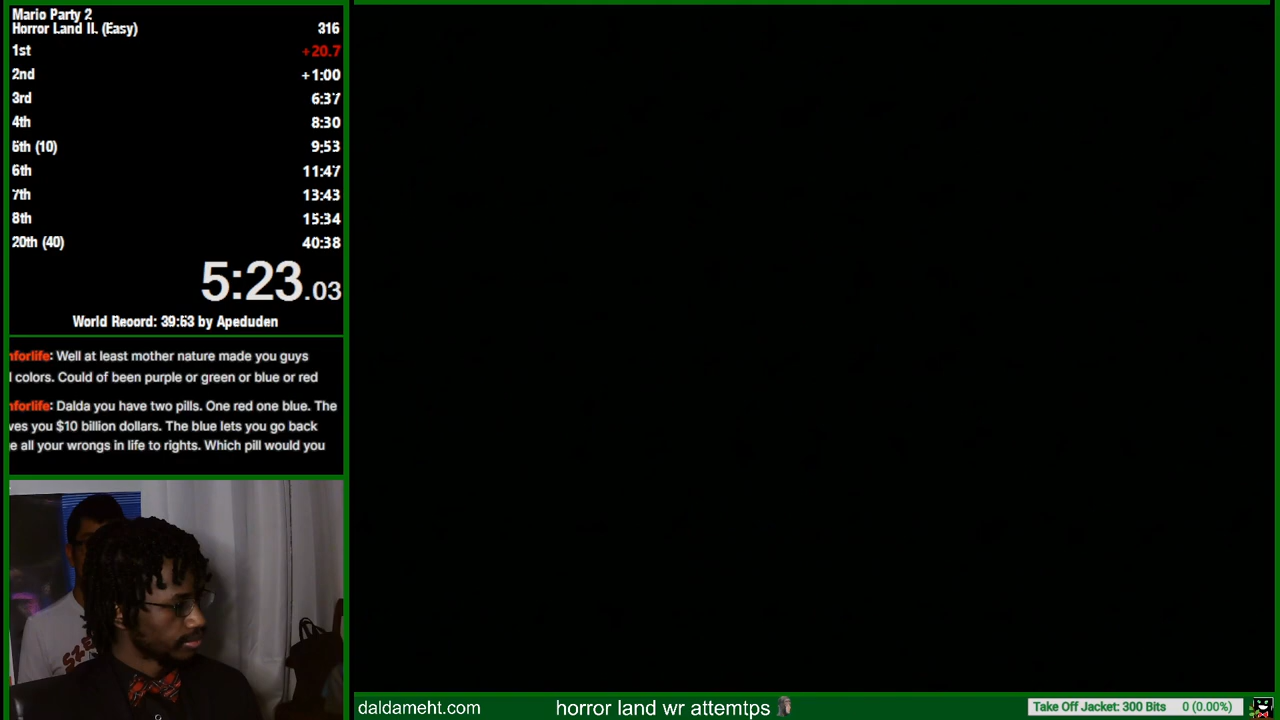 Mario Party 2
Horror Land II. (Easy) 316
1st +20.7
2nd +1:00
3rd 6:37
4th 8:30
5th (10) 9:53
6th 11:47
7th 13:43
8th 15:34
20th (40) 40:38
5:23.03
World Record: 39:53 by Apeduden
nforlife: Well at least mother nature made you guys
l colors. Could of been purple or green or blue or red
nforlife: Dalda you have two pills. One red one blue. The
ves you $10 billion dollars. The blue lets you go back
e all your wrongs in life to rights. Which pill would you
daldameht.com
horror land wr attemtps
Take Off Jacket: 300 Bits 0 (0.00%)